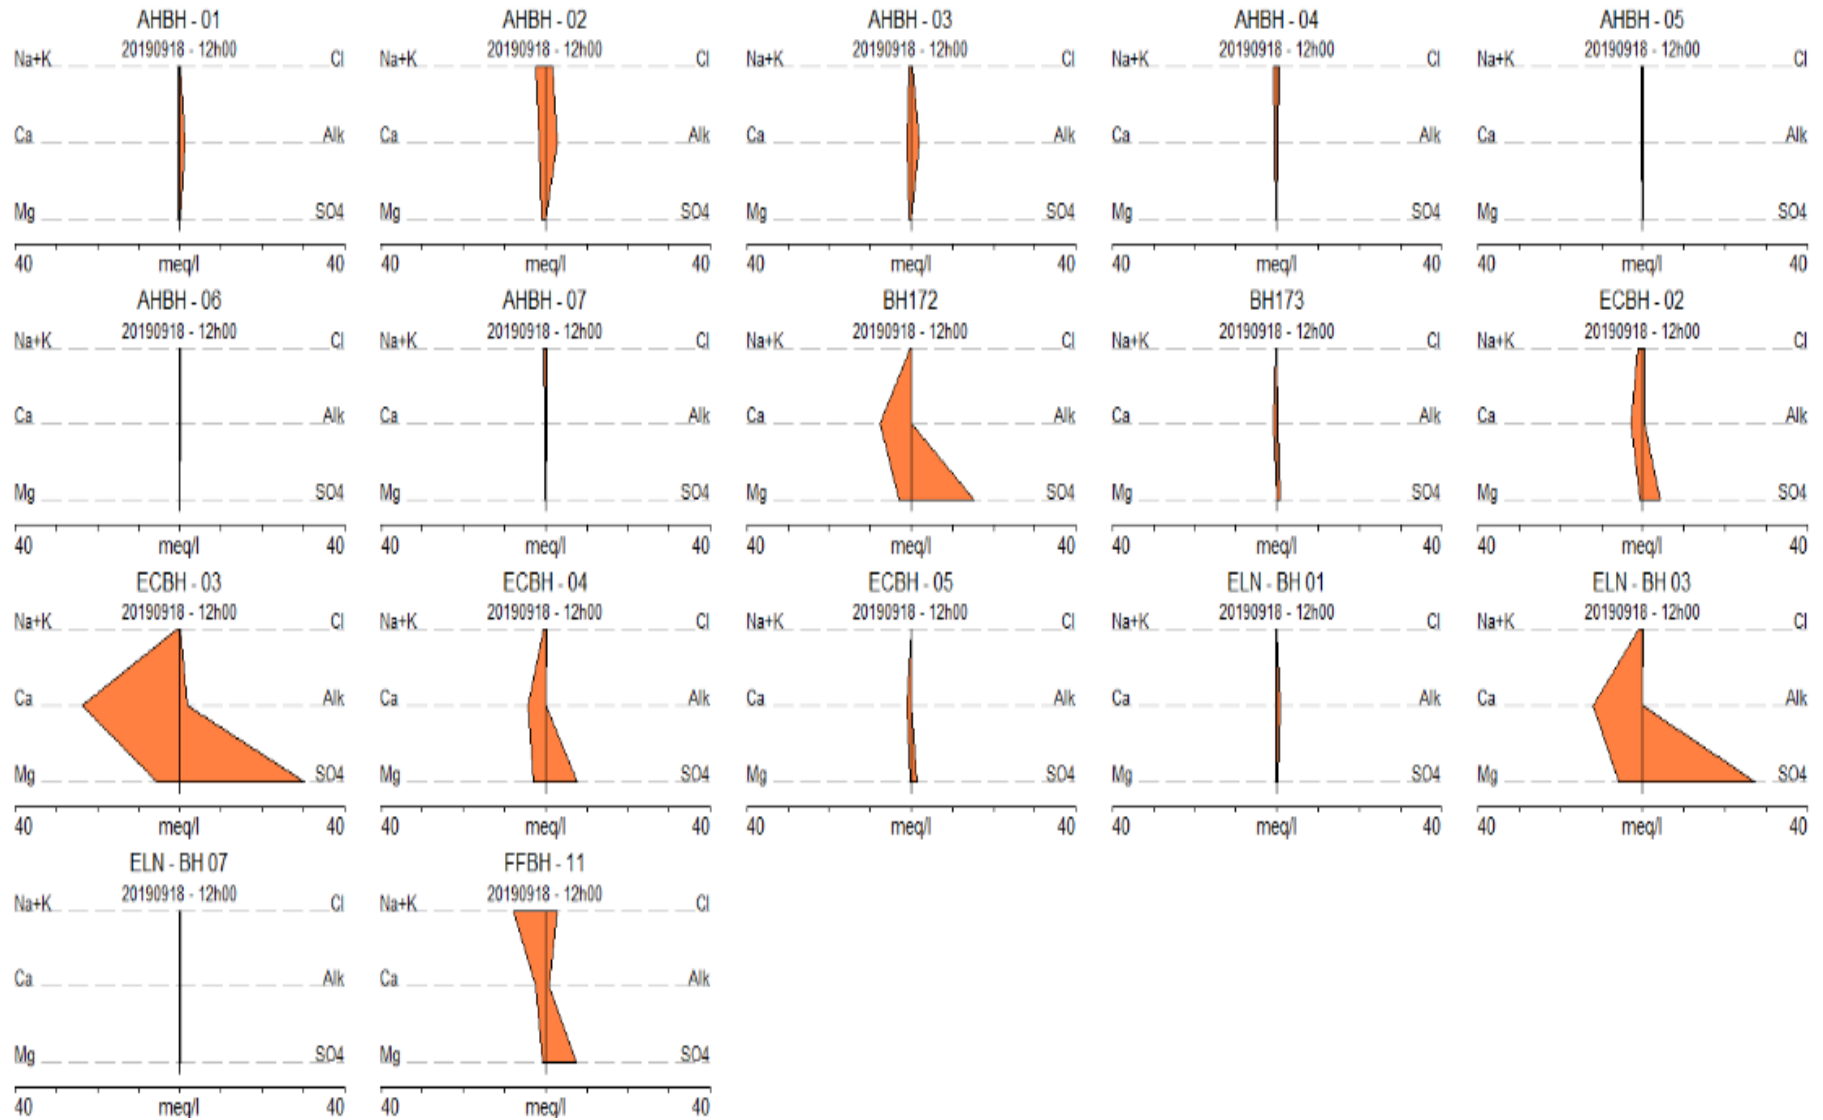 AHBH - 01 AHBH - 02 AHBH - 03 AHBH - 04 AHBH - 05
Na+K 20190918 - 12h00 Cl Na+K 20190918 - 12h00 Cl Na+K 20190918 - 12h00 Cl Na+K 20190918 - 12h00 Cl Na+K 20190918 - 12h00 Cl
Ca Alk Ca Alk Ca Alk Ca Alk Ca Alk
Mg SO4 Mg SO4 Mg SO4 Mg SO4 Mg SO4
40 meq/l 40 40 meq/l 40 40 meq/l 40 40 meq/l 40 40 meq/l 40
AHBH - 06 AHBH - 07 BH172 BH173 ECBH - 02
Na+K 20190918 - 12h00 Cl Na+K 20190918 - 12h00 Cl Na+K 20190918 - 12h00 Cl Na+K 20190918 - 12h00 Cl Na+K 20190918 - 12h00 Cl
Ca Alk Ca Alk Ca Alk Ca Alk Ca Alk
Mg SO4 Mg SO4 Mg SO4 Mg SO4 Mg SO4
40 meq/l 40 40 meq/l 40 40 meq/l 40 40 meq/l 40 40 meq/l 40
ECBH - 03 ECBH - 04 ECBH - 05 ELN - BH 01 ELN - BH 03
Na+K 20190918 - 12h00 Cl Na+K 20190918 - 12h00 Cl Na+K 20190918 - 12h00 Cl Na+K 20190918 - 12h00 Cl Na+K 20190918 - 12h00 Cl
Ca Alk Ca Alk Ca Alk Ca Alk Ca Alk
Mg SO4 Mg SO4 Mg SO4 Mg SO4 Mg SO4
40 meq/l 40 40 meq/l 40 40 meq/l 40 40 meq/l 40 40 meq/l 40
ELN - BH 07 FFBH - 11
Na+K 20190918 - 12h00 Cl Na+K 20190918 - 12h00 Cl
Ca Alk Ca Alk
Mg SO4 Mg SO4
40 meq/l 40 40 meq/l 40